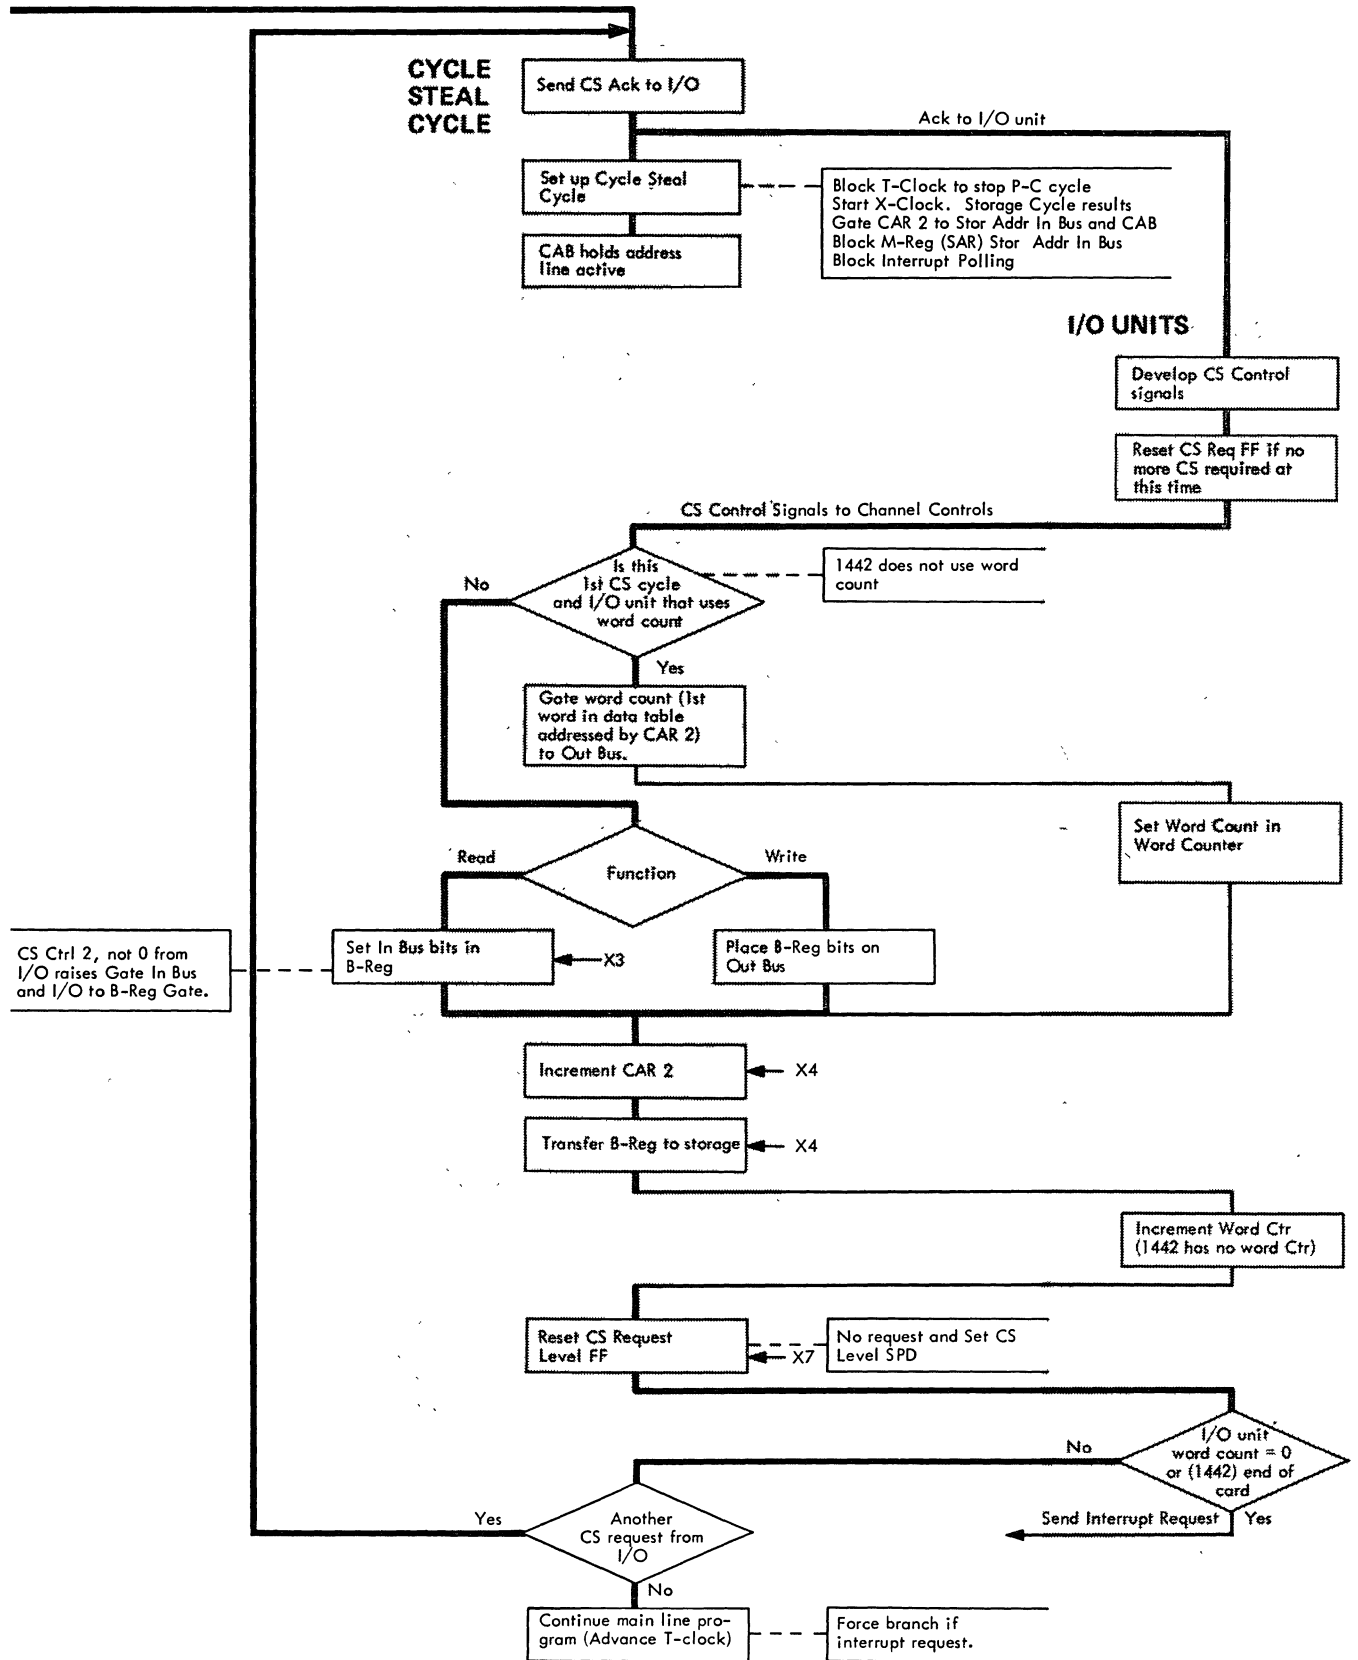 CYCLE
STEAL
CYCLE
Send CS Ack to I/O
Ack to I/O unit
Set up Cycle Steal
Cycle
Block T-Clock to stop P-C cycle
Start X-Clock. Storage Cycle results
Gate CAR 2 to Stor Addr In Bus and CAB
Block M-Reg (SAR) Stor Addr In Bus
Block Interrupt Polling
CAB holds address
line active
I/O UNITS
Develop CS Control
signals
Reset CS Req FF if no
more CS required at
this time
CS Control Signals to Channel Controls
Is this
1st CS cycle
and I/O unit that uses
word count
No
1442 does not use word
count
Yes
Gate word count (1st
word in data table
addressed by CAR 2)
to Out Bus.
Set Word Count in
Word Counter
Read
Function
Write
CS Ctrl 2, not 0 from
I/O raises Gate In Bus
and I/O to B-Reg Gate.
Set In Bus bits in
B-Reg
X3
Place B-Reg bits on
Out Bus
Increment CAR 2
X4
Transfer B-Reg to storage
X4
Increment Word Ctr
(1442 has no word Ctr)
Reset CS Request
Level FF
X7
No request and Set CS
Level SPD
I/O unit
word count = 0
or (1442) end of
card
No
Send Interrupt Request
Yes
Yes
Another
CS request from
I/O
No
Continue main line pro-
gram (Advance T-clock)
Force branch if
interrupt request.